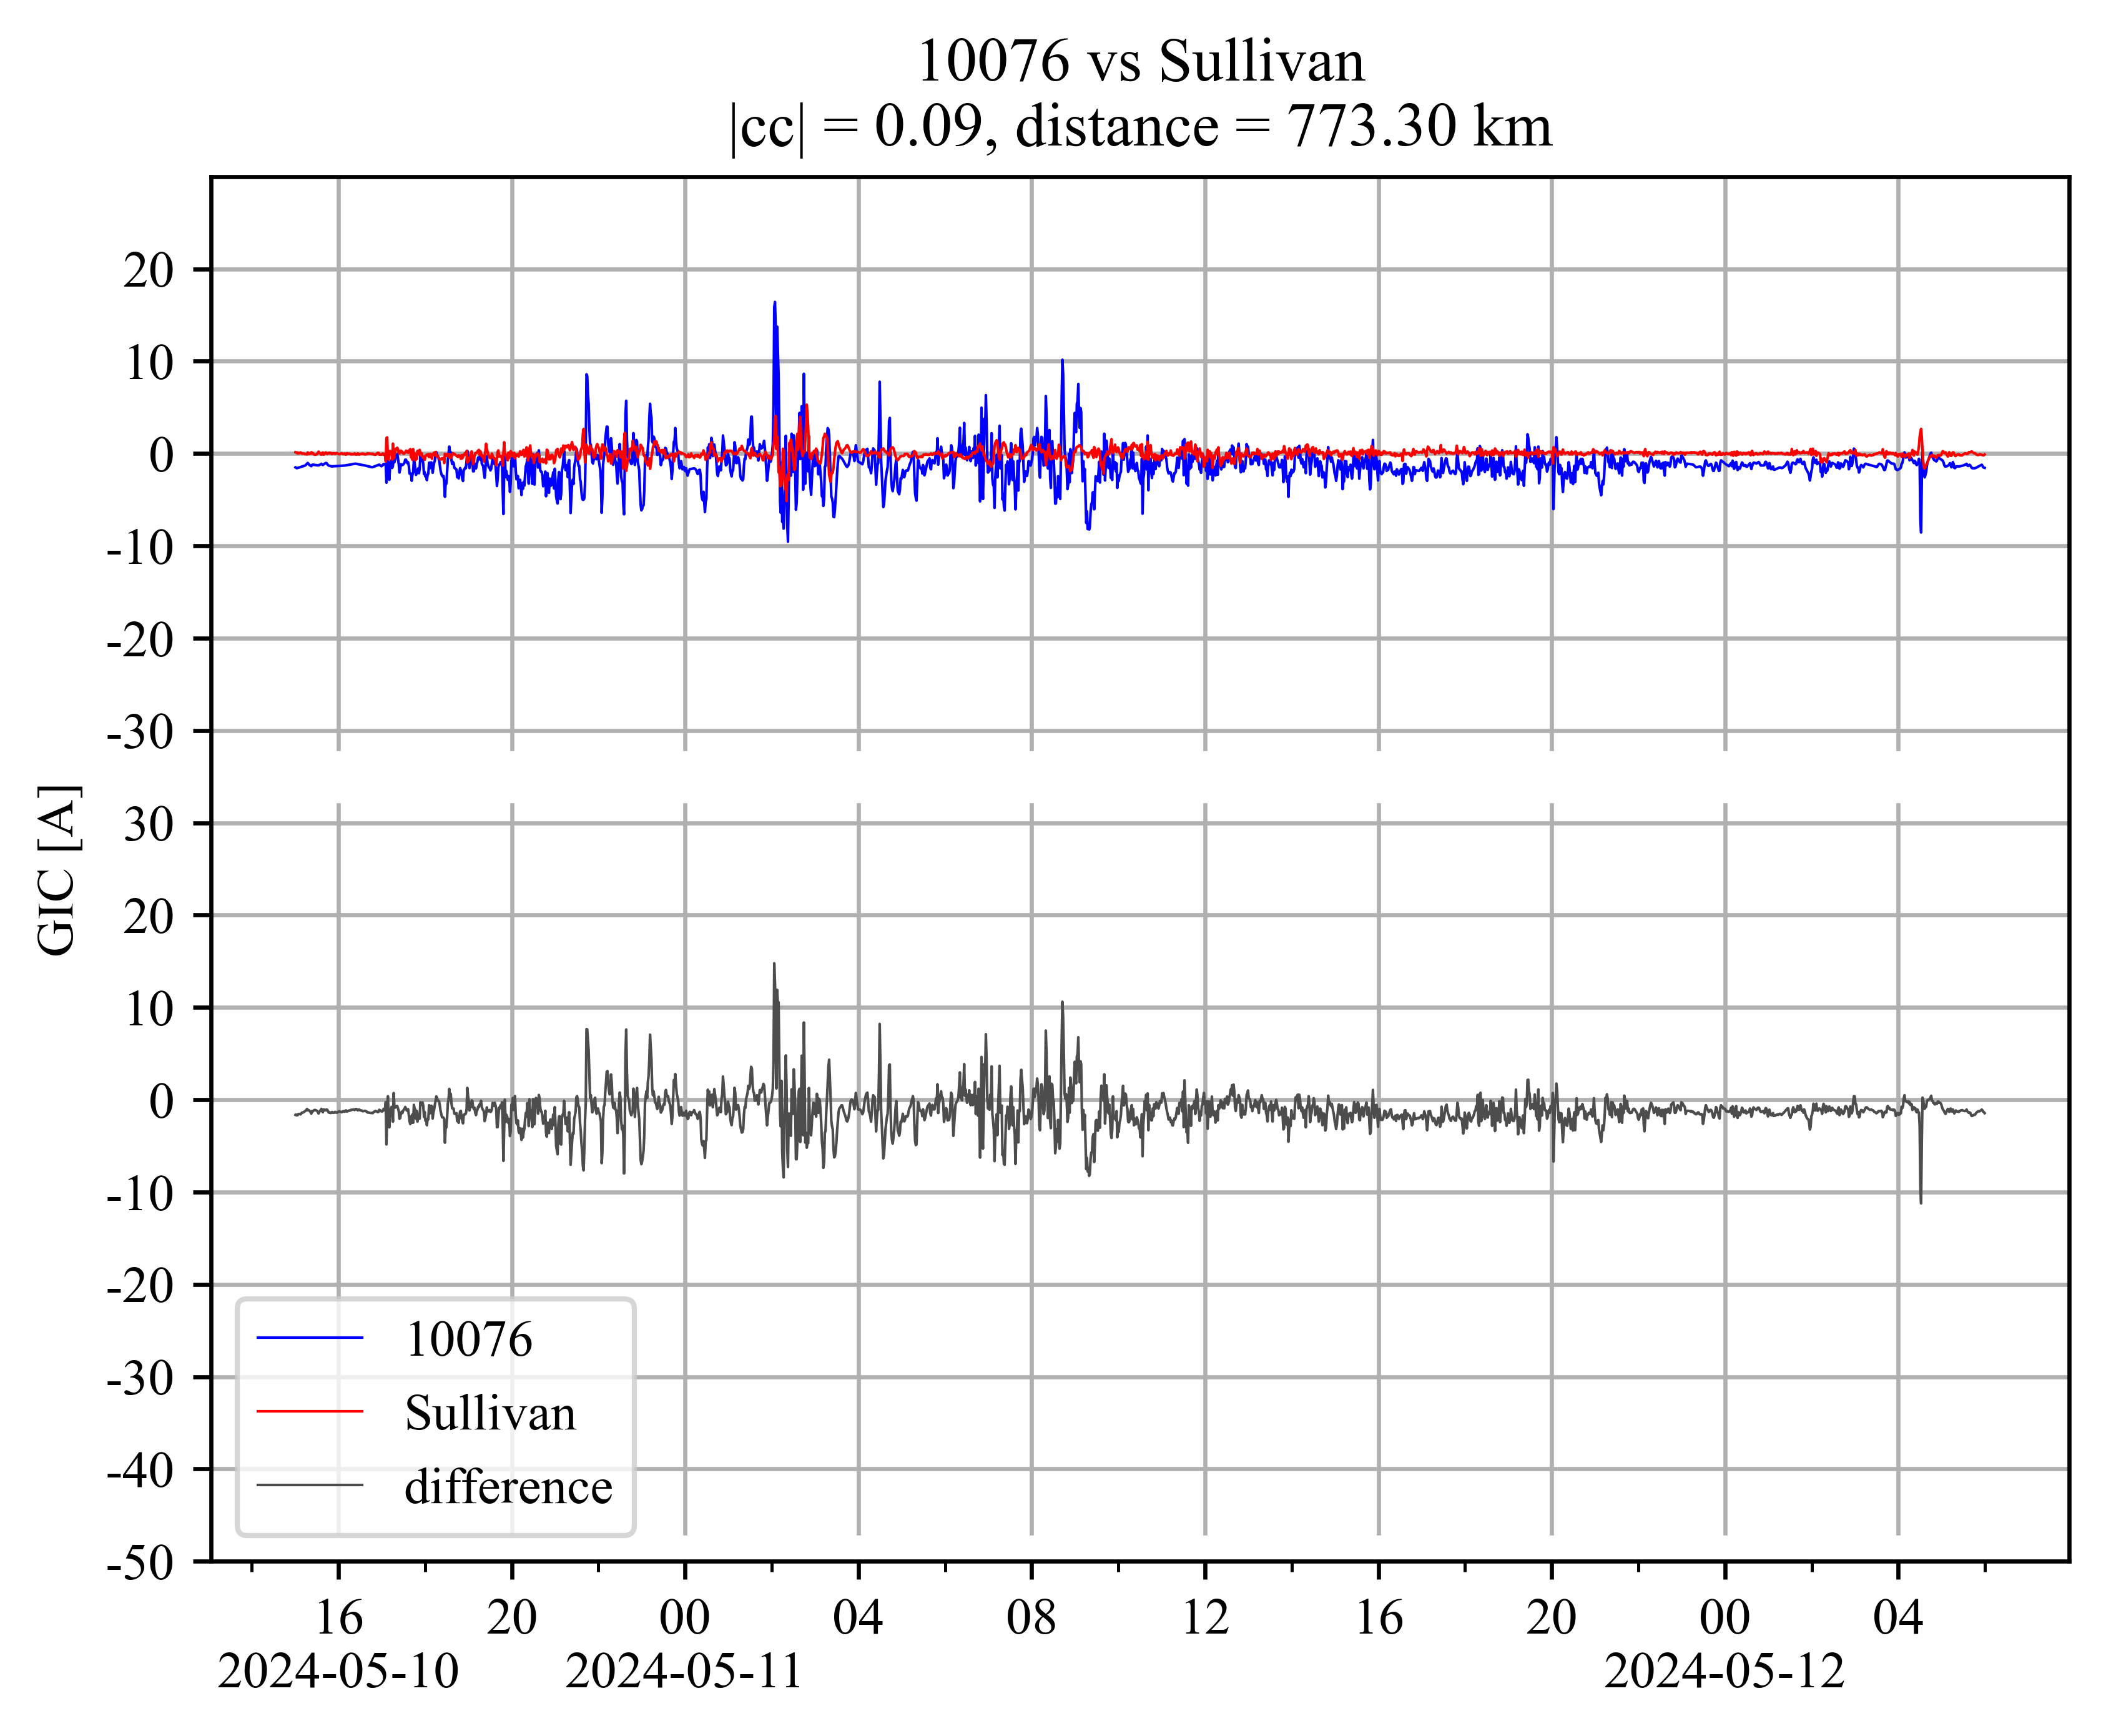 10076 vs Sullivan
|cc| = 0.09, distance = 773.30 km
20
10
0
-10
-20
-30
30
20
10
0
-10
-20
-30
-40
-50
GIC [A]
10076
Sullivan
difference
16 20 00 04 08 12 16 20 00 04
2024-05-10 2024-05-11 2024-05-12